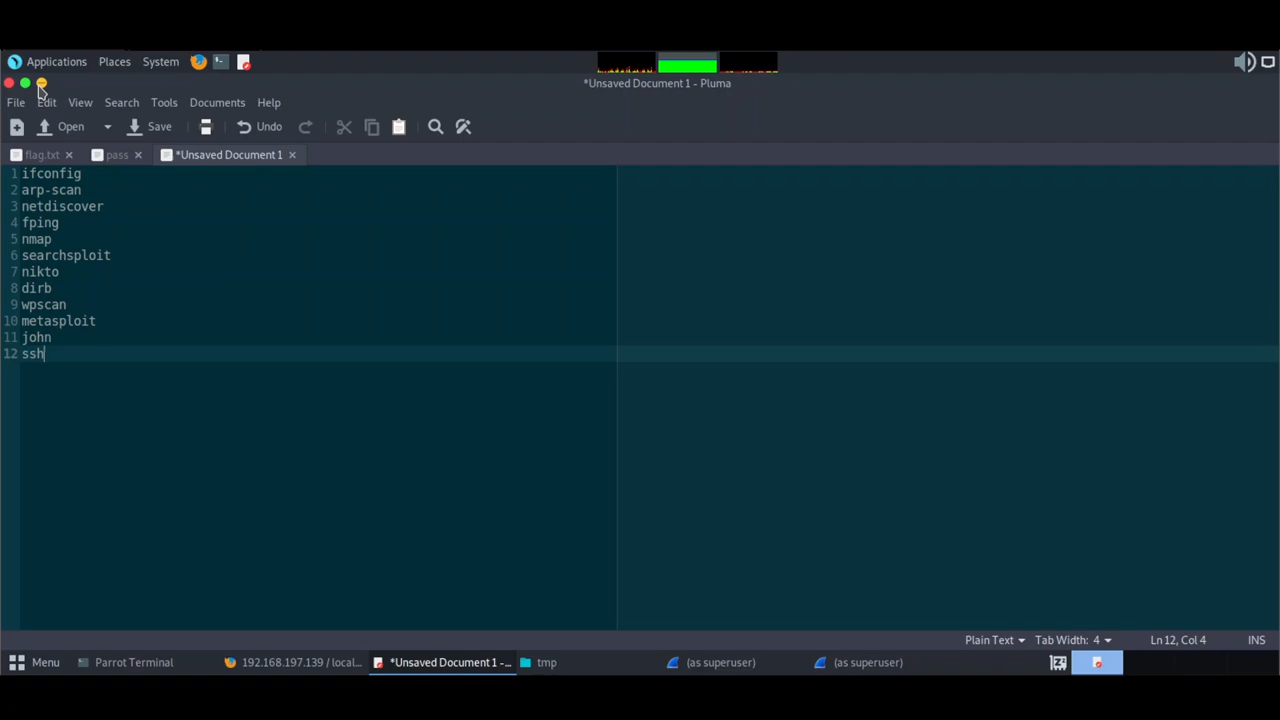 Applications Places System
*Unsaved Document 1 - Pluma
File Edit View Search Tools Documents Help
Open Save Undo
flag.txt pass *Unsaved Document 1
1 ifconfig
2 arp-scan
3 netdiscover
4 fping
5 nmap
6 searchsploit
7 nikto
8 dirb
9 wpscan
10 metasploit
11 john
12 ssh
Plain Text Tab Width: 4 Ln 12, Col 4 INS
Menu Parrot Terminal 192.168.197.139 / local... *Unsaved Document 1 -... tmp (as superuser) (as superuser)